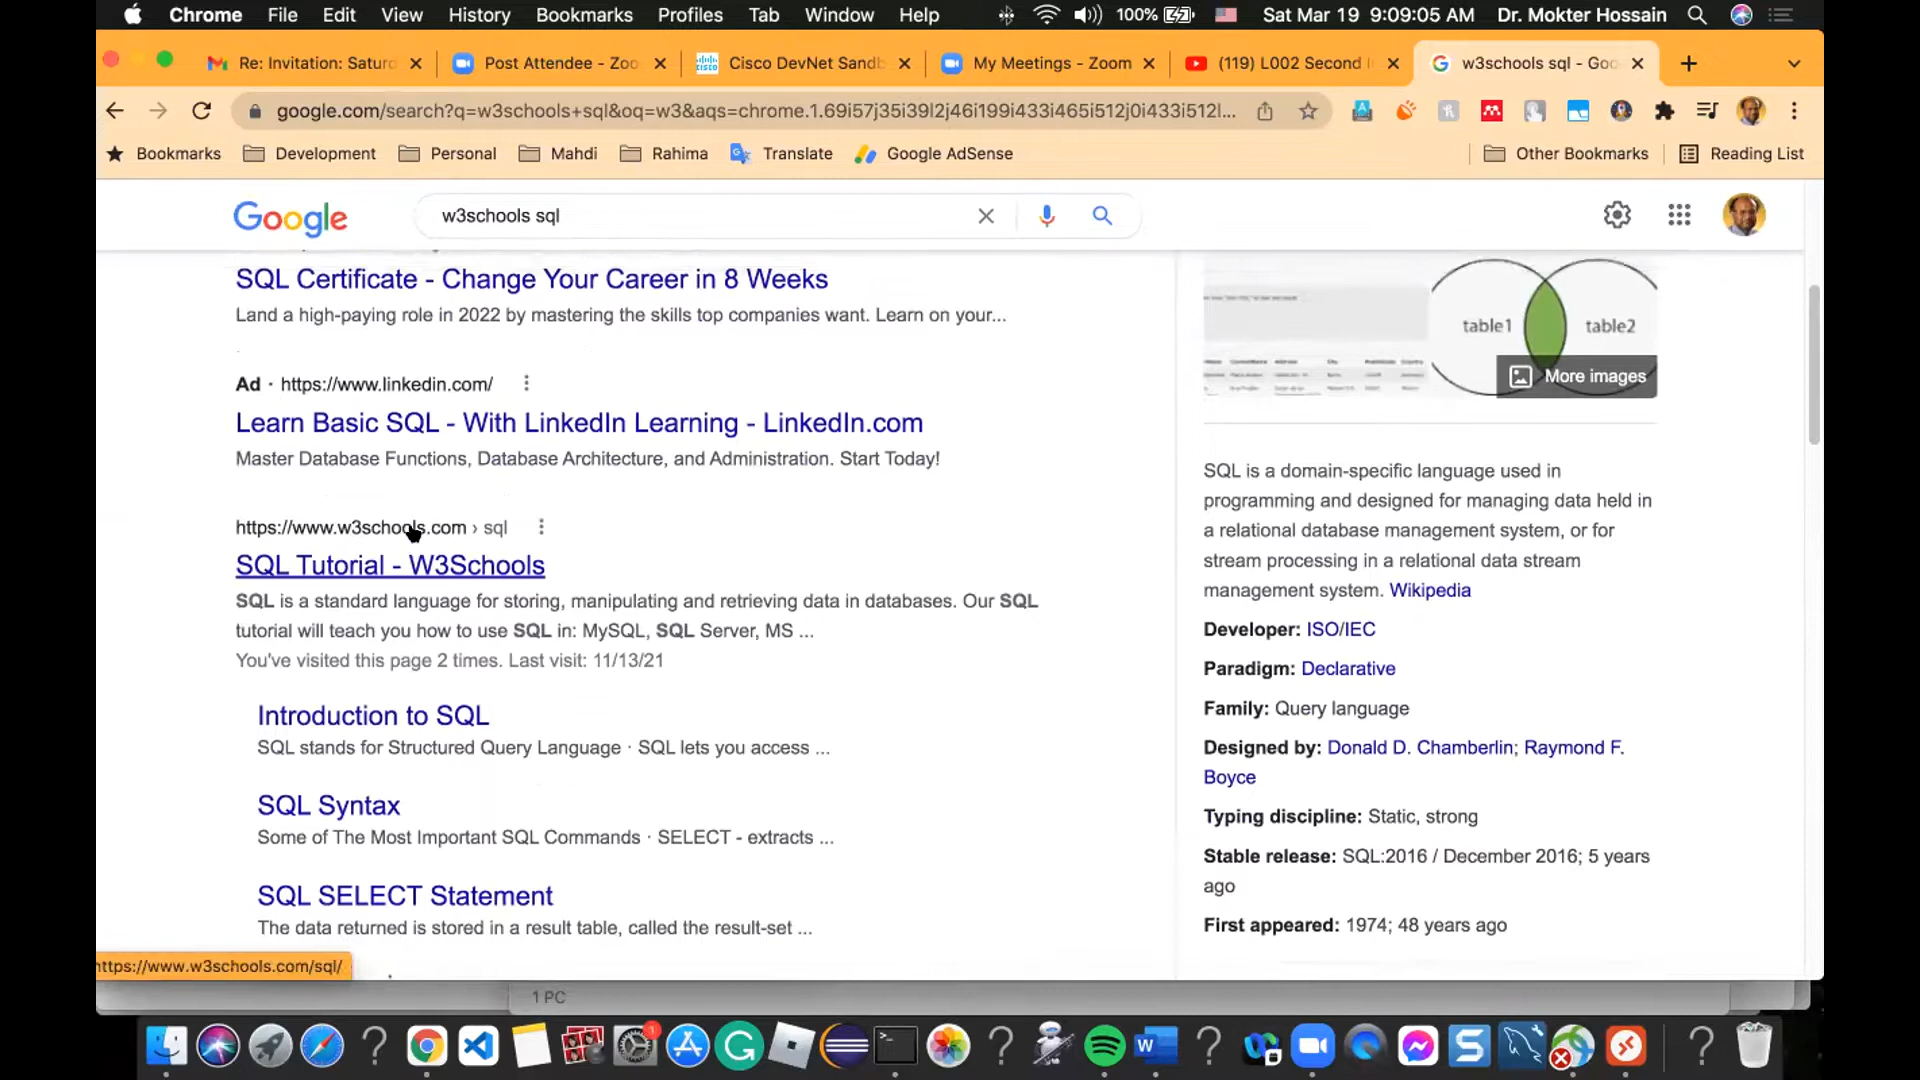 Chrome File Edit View History Bookmarks Profiles Tab Window Help 100% Sat Mar 19 9:09:05 AM Dr. Mokter Hossain
Re: Invitation: Saturd Post Attendee - Zoo Cisco DevNet Sandb My Meetings - Zoom (119) L002 Second I w3schools sql - Goo
google.com/search?q=w3schools+sql&oq=w3&aqs=chrome.1.69i57j35i39l2j46i199i433i465i512j0i433i512l...
Bookmarks Development Personal Mahdi Rahima Translate Google AdSense Other Bookmarks Reading List
Google w3schools sql
SQL Certificate - Change Your Career in 8 Weeks
Land a high-paying role in 2022 by mastering the skills top companies want. Learn on your...
Ad · https://www.linkedin.com/
Learn Basic SQL - With LinkedIn Learning - LinkedIn.com
Master Database Functions, Database Architecture, and Administration. Start Today!
https://www.w3schools.com › sql
SQL Tutorial - W3Schools
SQL is a standard language for storing, manipulating and retrieving data in databases. Our SQL
tutorial will teach you how to use SQL in: MySQL, SQL Server, MS ...
You've visited this page 2 times. Last visit: 11/13/21
Introduction to SQL
SQL stands for Structured Query Language · SQL lets you access ...
SQL Syntax
Some of The Most Important SQL Commands · SELECT - extracts ...
SQL SELECT Statement
The data returned is stored in a result table, called the result-set ...
table1 table2
More images
SQL is a domain-specific language used in
programming and designed for managing data held in
a relational database management system, or for
stream processing in a relational data stream
management system. Wikipedia
Developer: ISO/IEC
Paradigm: Declarative
Family: Query language
Designed by: Donald D. Chamberlin; Raymond F.
Boyce
Typing discipline: Static, strong
Stable release: SQL:2016 / December 2016; 5 years
ago
First appeared: 1974; 48 years ago
https://www.w3schools.com/sql/
1 PC